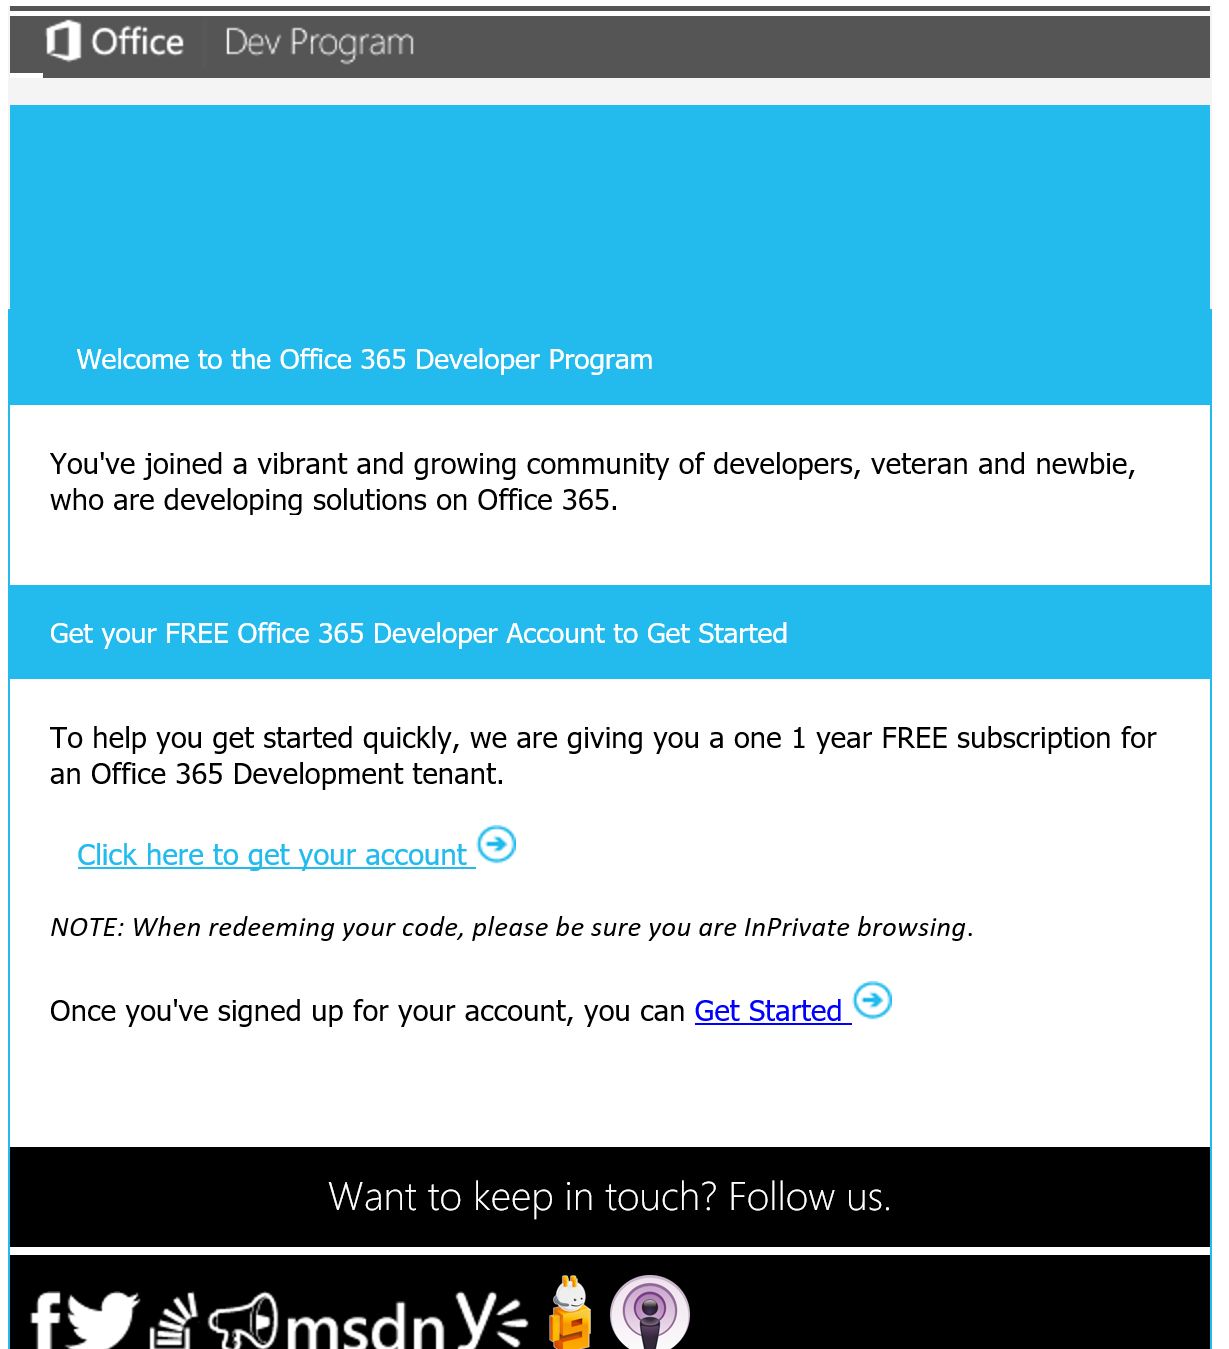 Office Dev Program
Welcome to the Office 365 Developer Program
You've joined a vibrant and growing community of developers, veteran and newbie,
who are developing solutions on Office 365.
Get your FREE Office 365 Developer Account to Get Started
To help you get started quickly, we are giving you a one 1 year FREE subscription for
an Office 365 Development tenant.
Click here to get your account
NOTE: When redeeming your code, please be sure you are InPrivate browsing.
Once you've signed up for your account, you can Get Started
Want to keep in touch? Follow us.
msdn